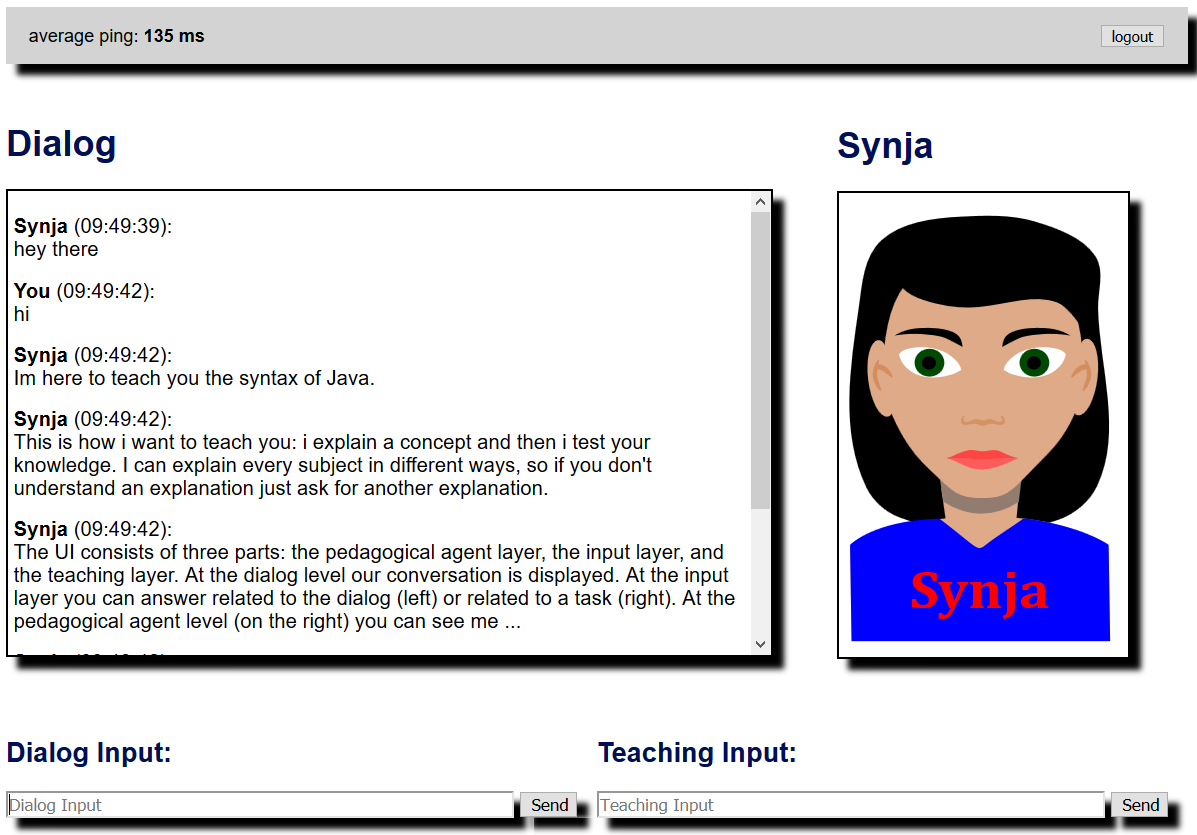 average ping: 135 ms
logout
Dialog
Synja
Synja (09:49:39):
hey there
You (09:49:42):
hi
Synja (09:49:42):
Im here to teach you the syntax of Java.
Synja (09:49:42):
This is how i want to teach you: i explain a concept and then i test your
knowledge. I can explain every subject in different ways, so if you don't
understand an explanation just ask for another explanation.
Synja (09:49:42):
The UI consists of three parts: the pedagogical agent layer, the input layer, and
the teaching layer. At the dialog level our conversation is displayed. At the input
layer you can answer related to the dialog (left) or related to a task (right). At the
pedagogical agent level (on the right) you can see me ...
Synja
Dialog Input:
Teaching Input:
Dialog Input
Send
Teaching Input
Send